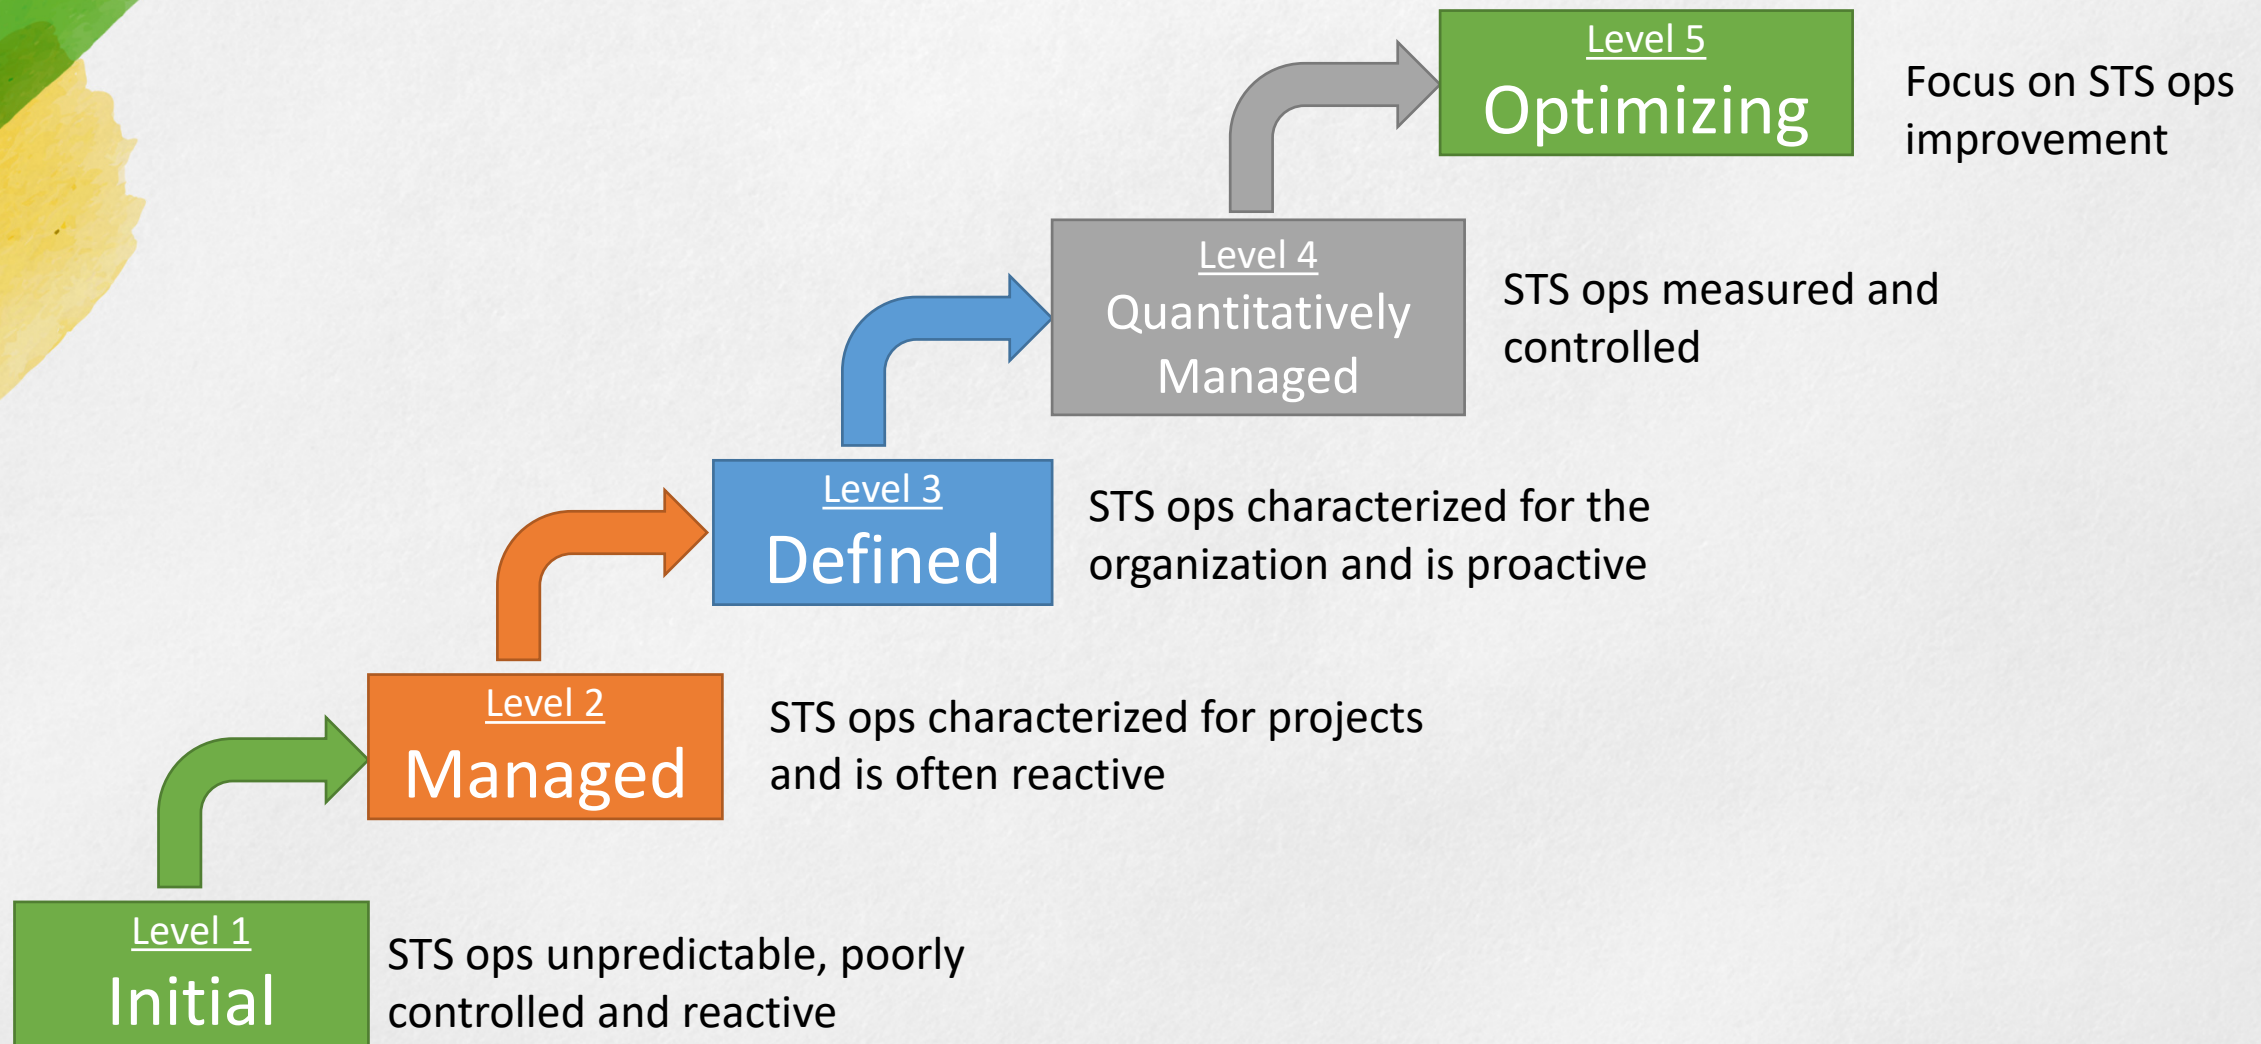 Level 5
Optimizing
Focus on STS ops
improvement
Level 4
Quantitatively
Managed
STS ops measured and
controlled
Level 3
Defined
STS ops characterized for the
organization and is proactive
Level 2
Managed
STS ops characterized for projects
and is often reactive
Level 1
Initial
STS ops unpredictable, poorly
controlled and reactive